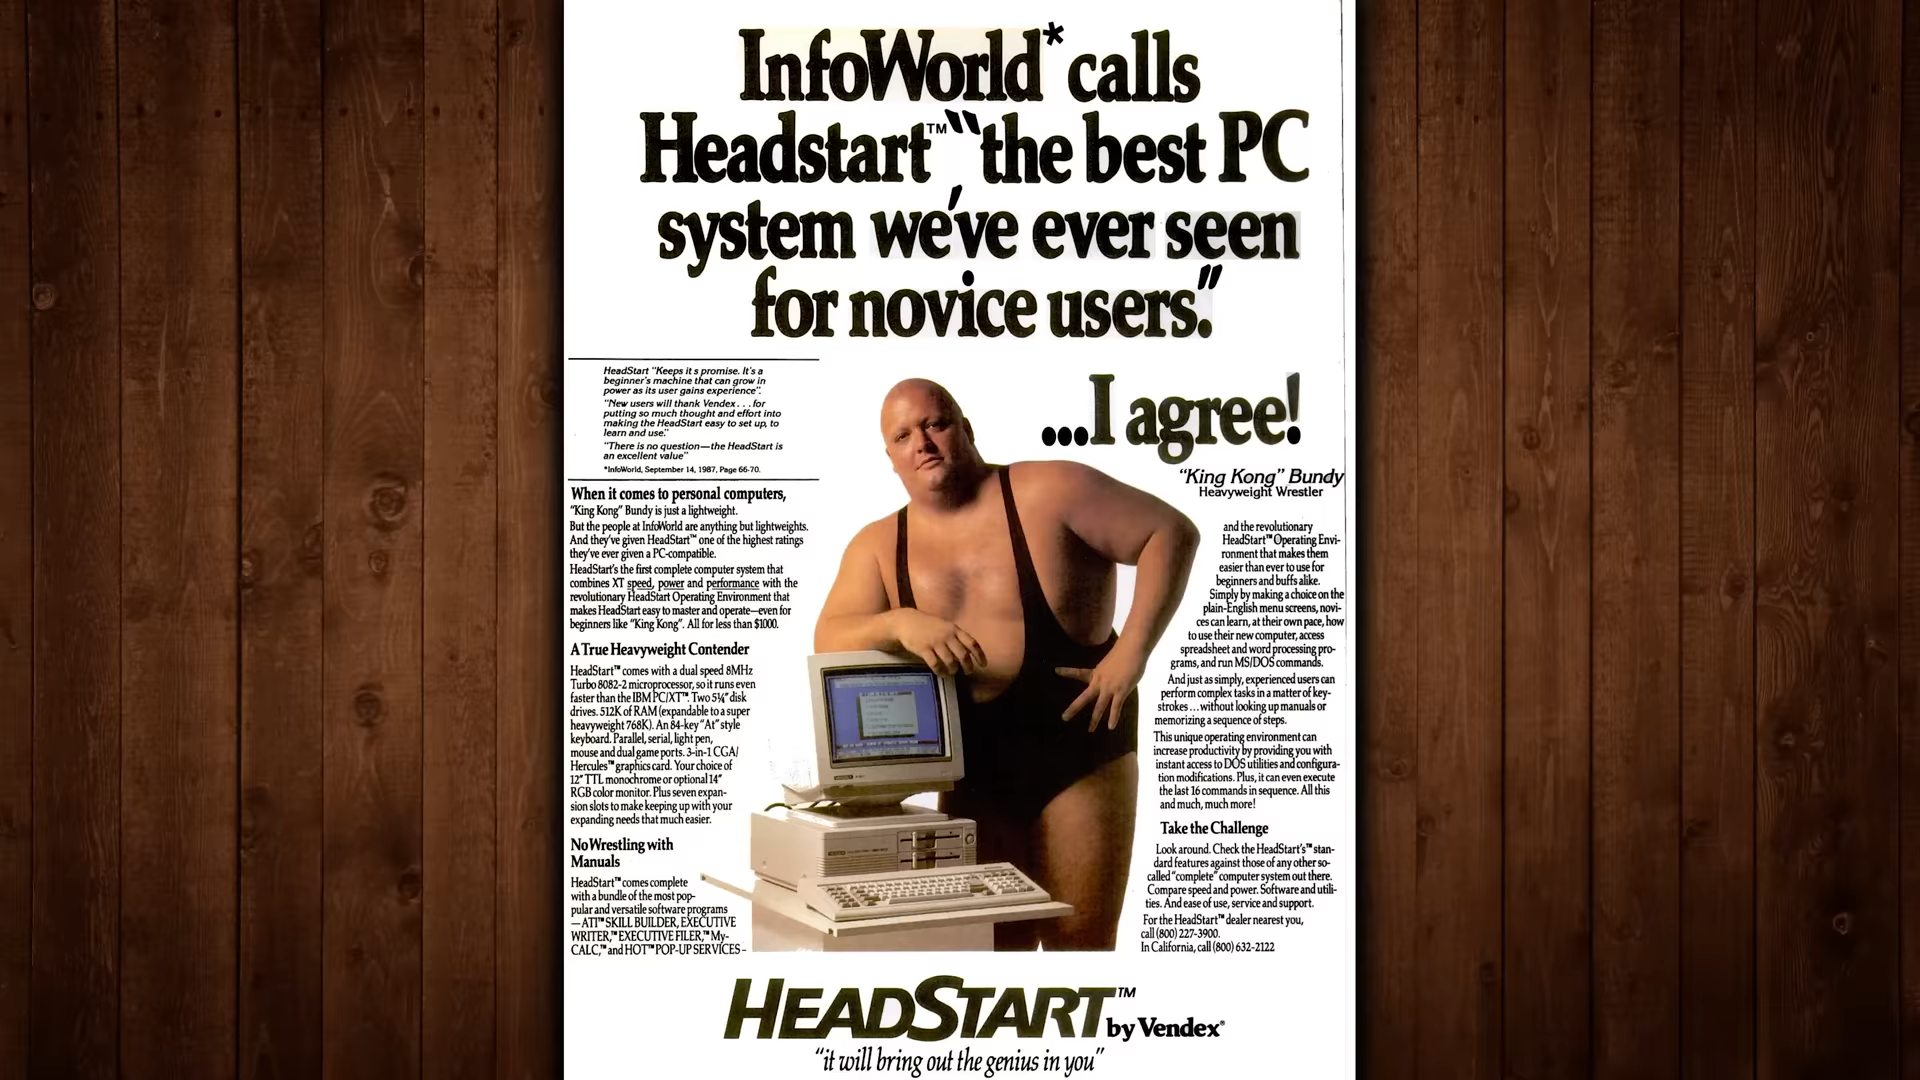 InfoWorld* calls
Headstart™ "the best PC
system we've ever seen
for novice users."
...I agree!
"King Kong" Bundy
Heavyweight Wrestler
HeadStart "Keeps it s promise. It's a
beginner's machine that can grow in
power as its user gains experience".
"New users will thank Vendex...for
putting so much thought and effort into
making the HeadStart easy to set up, to
learn and use."
"There is no question—the HeadStart is
an excellent value"
*InfoWorld, September 14, 1987, Page 66-70.
When it comes to personal computers,
"King Kong" Bundy is just a lightweight.
But the people at InfoWorld are anything but lightweights.
And they've given HeadStart™ one of the highest ratings
they've ever given a PC-compatible.
HeadStart's the first complete computer system that
combines XT speed, power and performance with the
revolutionary HeadStart Operating Environment that
makes HeadStart easy to master and operate—even for
beginners like "King Kong". All for less than $1000.
A True Heavyweight Contender
HeadStart™ comes with a dual speed 8MHz
Turbo 8082-2 microprocessor, so it runs even
faster than the IBM PC/XT™. Two 5¼" disk
drives. 512K of RAM (expandable to a super
heavyweight 768K). An 84-key "At" style
keyboard. Parallel, serial, light pen,
mouse and dual game ports. 3-in-1 CGA/
Hercules™ graphics card. Your choice of
12" TTL monochrome or optional 14"
RGB color monitor. Plus seven expan-
sion slots to make keeping up with your
expanding needs that much easier.
No Wrestling with
Manuals
HeadStart™ comes complete
with a bundle of the most pop-
pular and versatile software programs
—ATI™ SKILL BUILDER, EXECUTIVE
WRITER,™ EXECUTIVE FILER,™ My-
CALC,™ and HOT™ POP-UP SERVICES–
and the revolutionary
HeadStart™ Operating Envi-
ronment that makes them
easier than ever to use for
beginners and buffs alike.
Simply by making a choice on the
plain-English menu screens, novi-
ces can learn, at their own pace, how
to use their new computer, access
spreadsheet and word processing pro-
grams, and run MS/DOS commands.
And just as simply, experienced users can
perform complex tasks in a matter of key-
strokes...without looking up manuals or
memorizing a sequence of steps.
This unique operating environment can
increase productivity by providing you with
instant access to DOS utilities and configura-
tion modifications. Plus, it can even execute
the last 16 commands in sequence. All this
and much, much more!
Take the Challenge
Look around. Check the HeadStart's™ stan-
dard features against those of any other so-
called "complete" computer system out there.
Compare speed and power. Software and utili-
ties. And ease of use, service and support.
For the HeadStart™ dealer nearest you,
call (800) 227-3900.
In California, call (800) 632-2122
HEADSTART™
by Vendex®
"it will bring out the genius in you"